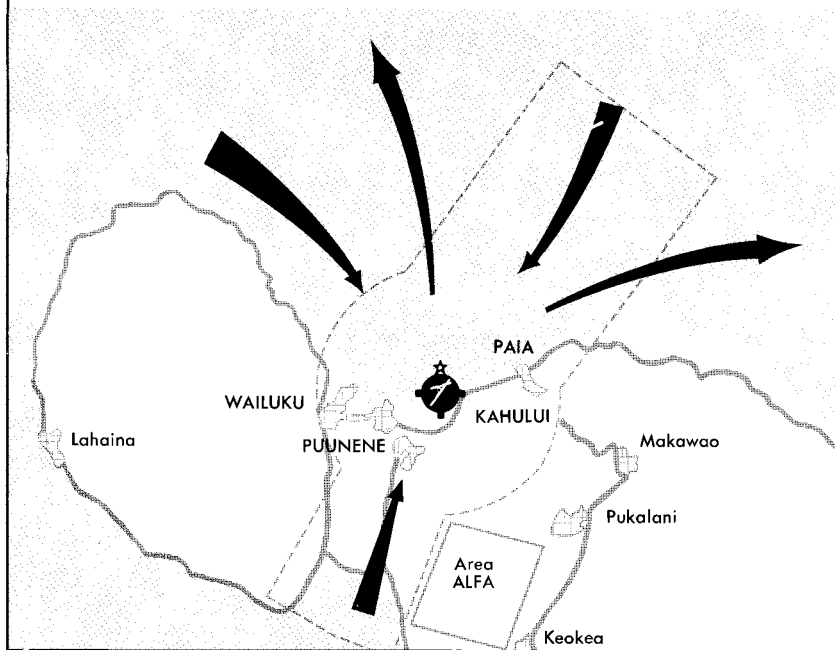 PAIA
WAILUKU
KAHULUI
PUUNENE
Lahaina
Makawao
Pukalani
Area
ALFA
Keokea